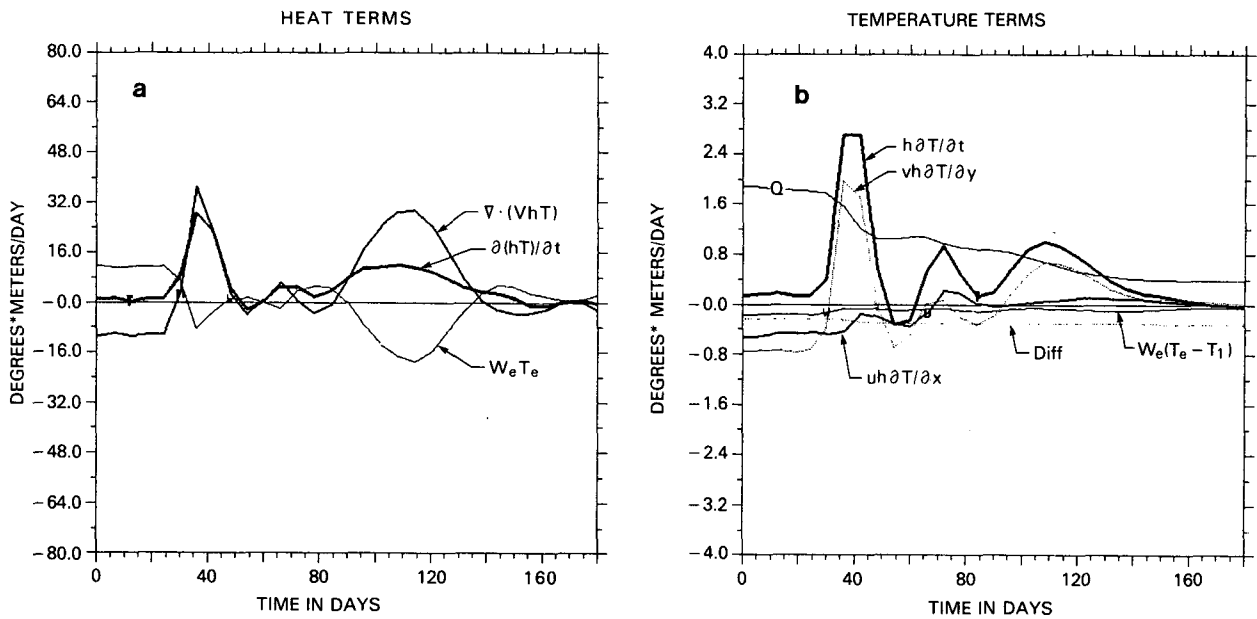 HEAT TERMS
a
80.0
64.0
48.0
32.0
16.0
-0.0
-16.0
-32.0
-48.0
-64.0
-80.0
DEGREES*METERS/DAY
0
40
80
120
160
TIME IN DAYS
∇·(VhT)
∂(hT)/∂t
WeTe
TEMPERATURE TERMS
b
4.0
3.2
2.4
1.6
0.8
-0.0
-0.8
-1.6
-2.4
-3.2
-4.0
DEGREES* METERS/DAY
0
40
80
120
160
TIME IN DAYS
h∂T/∂t
vh∂T/∂y
Q
We(Te-T1)
Diff
uh∂T/∂x